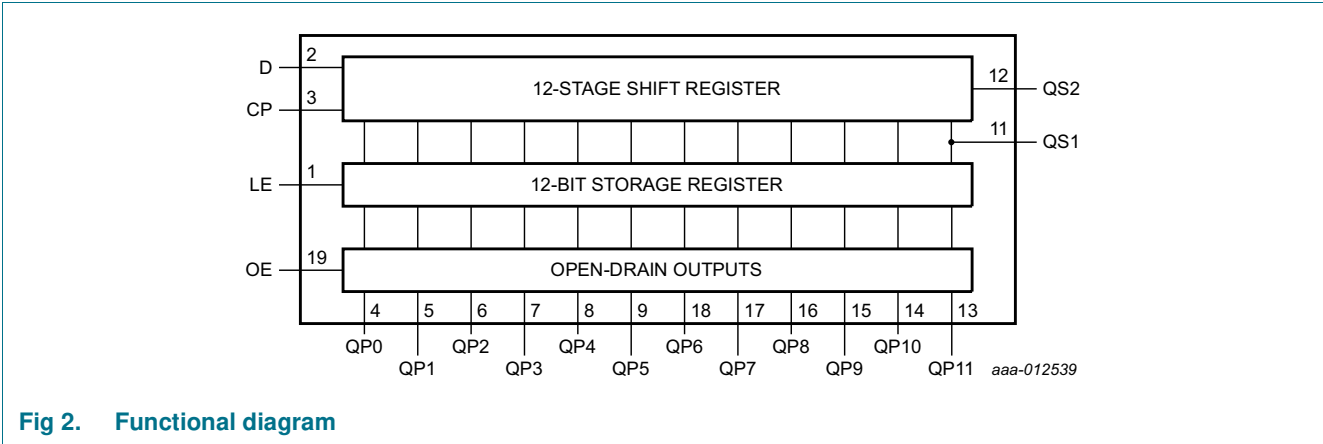 2
D
12-STAGE SHIFT REGISTER
12
QS2
3
CP
11
QS1
1
LE
12-BIT STORAGE REGISTER
19
OE
OPEN-DRAIN OUTPUTS
4 5 6 7 8 9 18 17 16 15 14 13
QP0 QP2 QP4 QP6 QP8 QP10
QP1 QP3 QP5 QP7 QP9 QP11 aaa-012539
Fig 2. Functional diagram